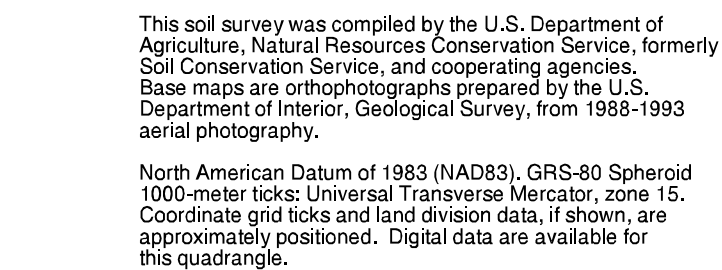 This soil survey was compiled by the U.S. Department of
Agriculture, Natural Resources Conservation Service, formerly
Soil Conservation Service, and cooperating agencies.
Base maps are orthophotographs prepared by the U.S.
Department of Interior, Geological Survey, from 1988-1993
aerial photography.
North American Datum of 1983 (NAD83). GRS-80 Spheroid
1000-meter ticks: Universal Transverse Mercator, zone 15.
Coordinate grid ticks and land division data, if shown, are
approximately positioned.  Digital data are available for
this quadrangle.